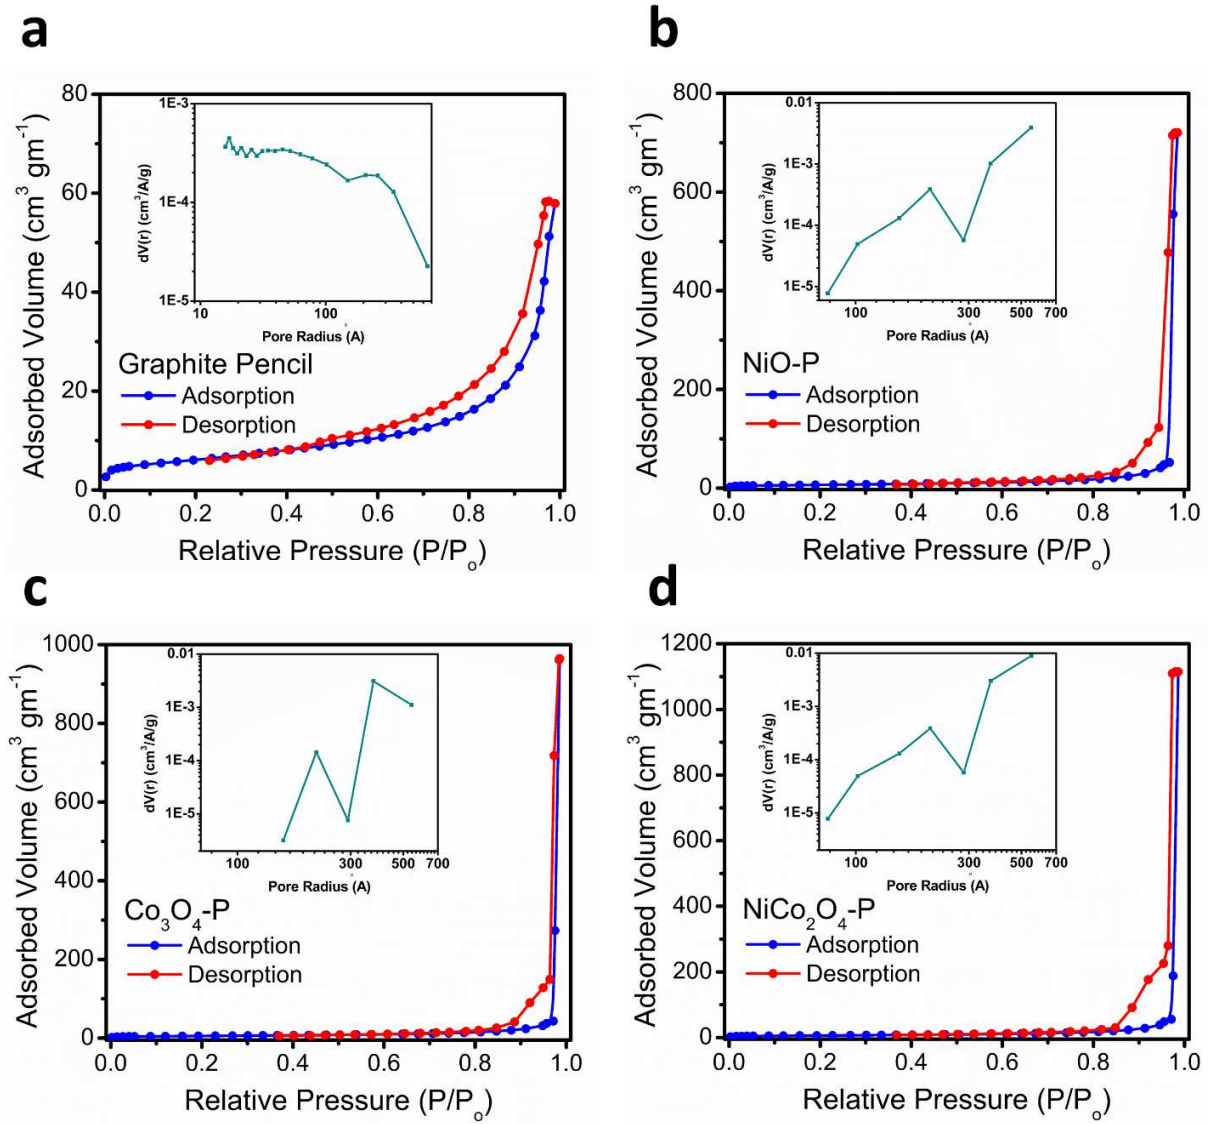 a
80
60
40
20
0
0.0 0.2 0.4 0.6 0.8 1.0
Adsorbed Volume (cm³ gm⁻¹)
Relative Pressure (P/Pₒ)
1E-3
1E-4
1E-5
10 100
dV(r) (cm³/A/g)
Pore Radius (A)
Graphite Pencil
Adsorption
Desorption
b
800
600
400
200
0
0.0 0.2 0.4 0.6 0.8 1.0
Adsorbed Volume (cm³ gm⁻¹)
Relative Pressure (P/Pₒ)
0.01
1E-3
1E-4
1E-5
100 300 500 700
dV(r) (cm³/A/g)
Pore Radius (A)
NiO-P
Adsorption
Desorption
c
1000
800
600
400
200
0
0.0 0.2 0.4 0.6 0.8 1.0
Adsorbed Volume (cm³ gm⁻¹)
Relative Pressure (P/Pₒ)
0.01
1E-3
1E-4
1E-5
100 300 500 700
dV(r) (cm³/A/g)
Pore Radius (A)
Co₃O₄-P
Adsorption
Desorption
d
1200
1000
800
600
400
200
0
0.0 0.2 0.4 0.6 0.8 1.0
Adsorbed Volume (cm³ gm⁻¹)
Relative Pressure (P/Pₒ)
0.01
1E-3
1E-4
1E-5
100 300 500 700
dV(r) (cm³/A/g)
Pore Radius (A)
NiCo₂O₄-P
Adsorption
Desorption